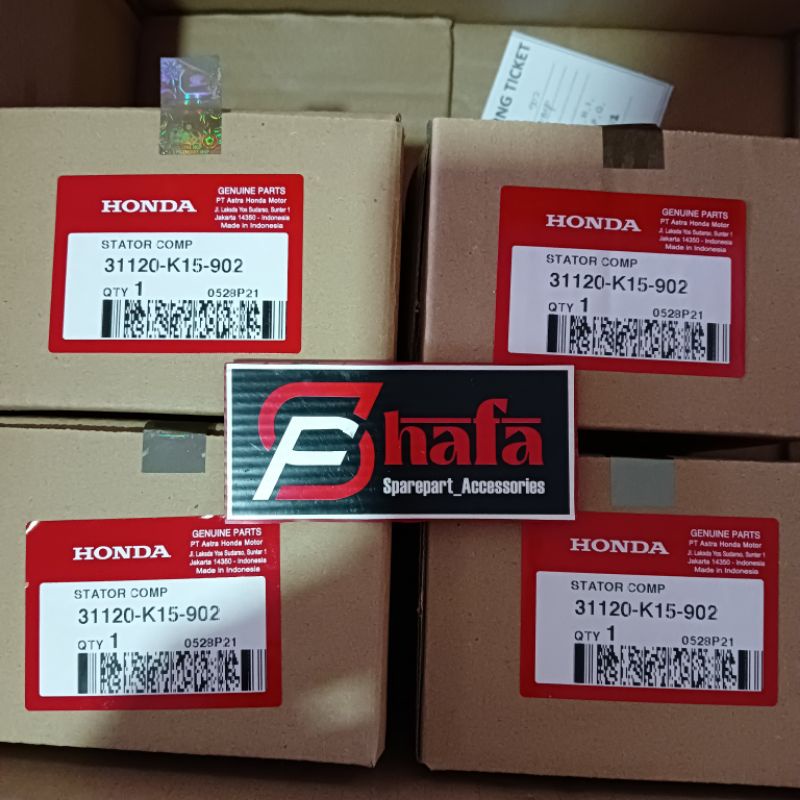 NG TICKET
HONDA
GENUINE PARTS
PT Astra Honda Motor
Jl. Laksda Yos Sudarso, Sunter 1
Jakarta 14350 - Indonesia
Made in Indonesia
STATOR COMP
31120-K15-902
QTY 1 0528P21
HONDA
GENUINE PARTS
PT Astra Honda Motor
Jl. Laksda Yos Sudarso, Sunter 1
Jakarta 14350 - Indonesia
Made in Indonesia
STATOR COMP
31120-K15-902
QTY 1 0528P21
Shafa
Sparepart_Accessories
HONDA
GENUINE PARTS
PT Astra Honda Motor
Jl. Laksda Yos Sudarso, Sunter 1
Jakarta 14350 - Indonesia
Made in Indonesia
STATOR COMP
31120-K15-902
QTY 1 0528P21
HONDA
GENUINE PARTS
PT Astra Honda Motor
Jl. Laksda Yos Sudarso, Sunter 1
Jakarta 14350 - Indonesia
Made in Indonesia
STATOR COMP
31120-K15-902
QTY 1 0528P21